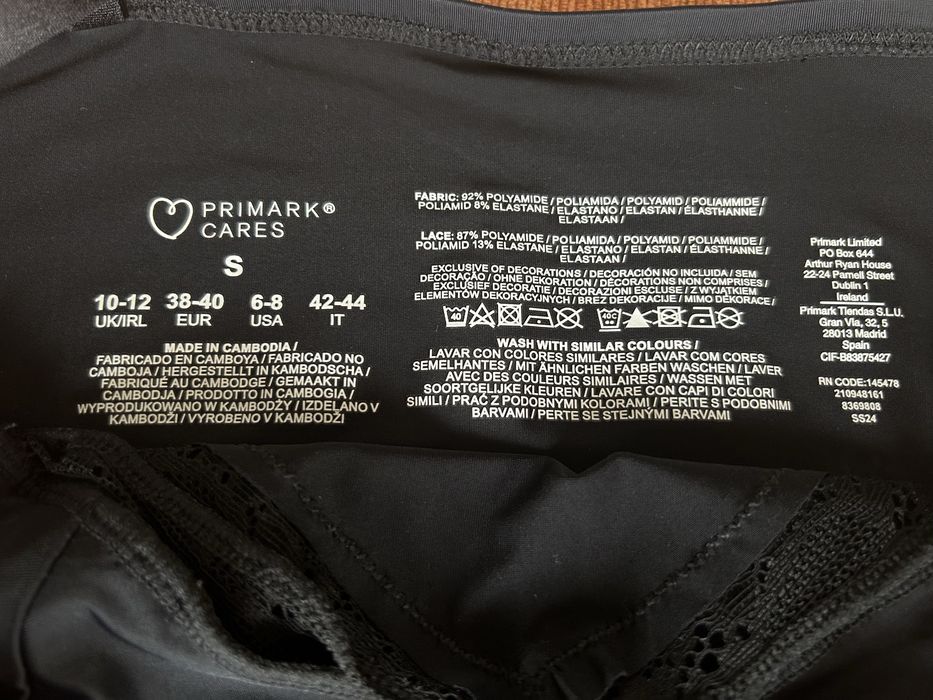 PRIMARK®
CARES
S
10-12 38-40 6-8 42-44
UK/IRL EUR USA IT
MADE IN CAMBODIA /
FABRICADO EN CAMBOYA / FABRICADO NO
CAMBOJA / HERGESTELLT IN KAMBODSCHA /
FABRIQUÉ AU CAMBODGE / GEMAAKT IN
CAMBODJA / PRODOTTO IN CAMBOGIA /
WYPRODUKOWANO W KAMBODŻY / IZDELANO V
KAMBODŽI / VYROBENO V KAMBODŽI
FABRIC: 92% POLYAMIDE / POLIAMIDA / POLYAMID / POLIAMMIDE /
POLIAMID 8% ELASTANE / ELASTANO / ELASTAN / ÉLASTHANNE /
ELASTAAN /
LACE: 87% POLYAMIDE / POLIAMIDA / POLYAMID / POLIAMMIDE /
POLIAMID 13% ELASTANE / ELASTANO / ELASTAN / ÉLASTHANNE /
ELASTAAN /
EXCLUSIVE OF DECORATIONS / DECORACIÓN NO INCLUIDA / SEM
DECORAÇÃO / OHNE DEKORATION / DÉCORATIONS NON COMPRISES /
EXCLUSIEF DECORATIE / DECORAZIONI ESCLUSE / Z WYJĄTKIEM
ELEMENTÓW DEKORACYJNYCH / BREZ DEKORACIJE / MIMO DEKORACE /
40 40C
WASH WITH SIMILAR COLOURS /
LAVAR CON COLORES SIMILARES / LAVAR COM CORES
SEMELHANTES / MIT ÄHNLICHEN FARBEN WASCHEN / LAVER
AVEC DES COULEURS SIMILAIRES / WASSEN MET
SOORTGELIJKE KLEUREN / LAVARE CON CAPI DI COLORI
SIMILI / PRAĆ Z PODOBNYMI KOLORAMI / PERITE S PODOBNIMI
BARVAMI / PERTE SE STEJNÝMI BARVAMI
Primark Limited
PO Box 644
Arthur Ryan House
22-24 Parnell Street
Dublin 1
Ireland
Primark Tiendas S.L.U.
Gran Vía, 32, 5
28013 Madrid
Spain
CIF-B83875427
RN CODE:145478
210948161
8369808
SS24